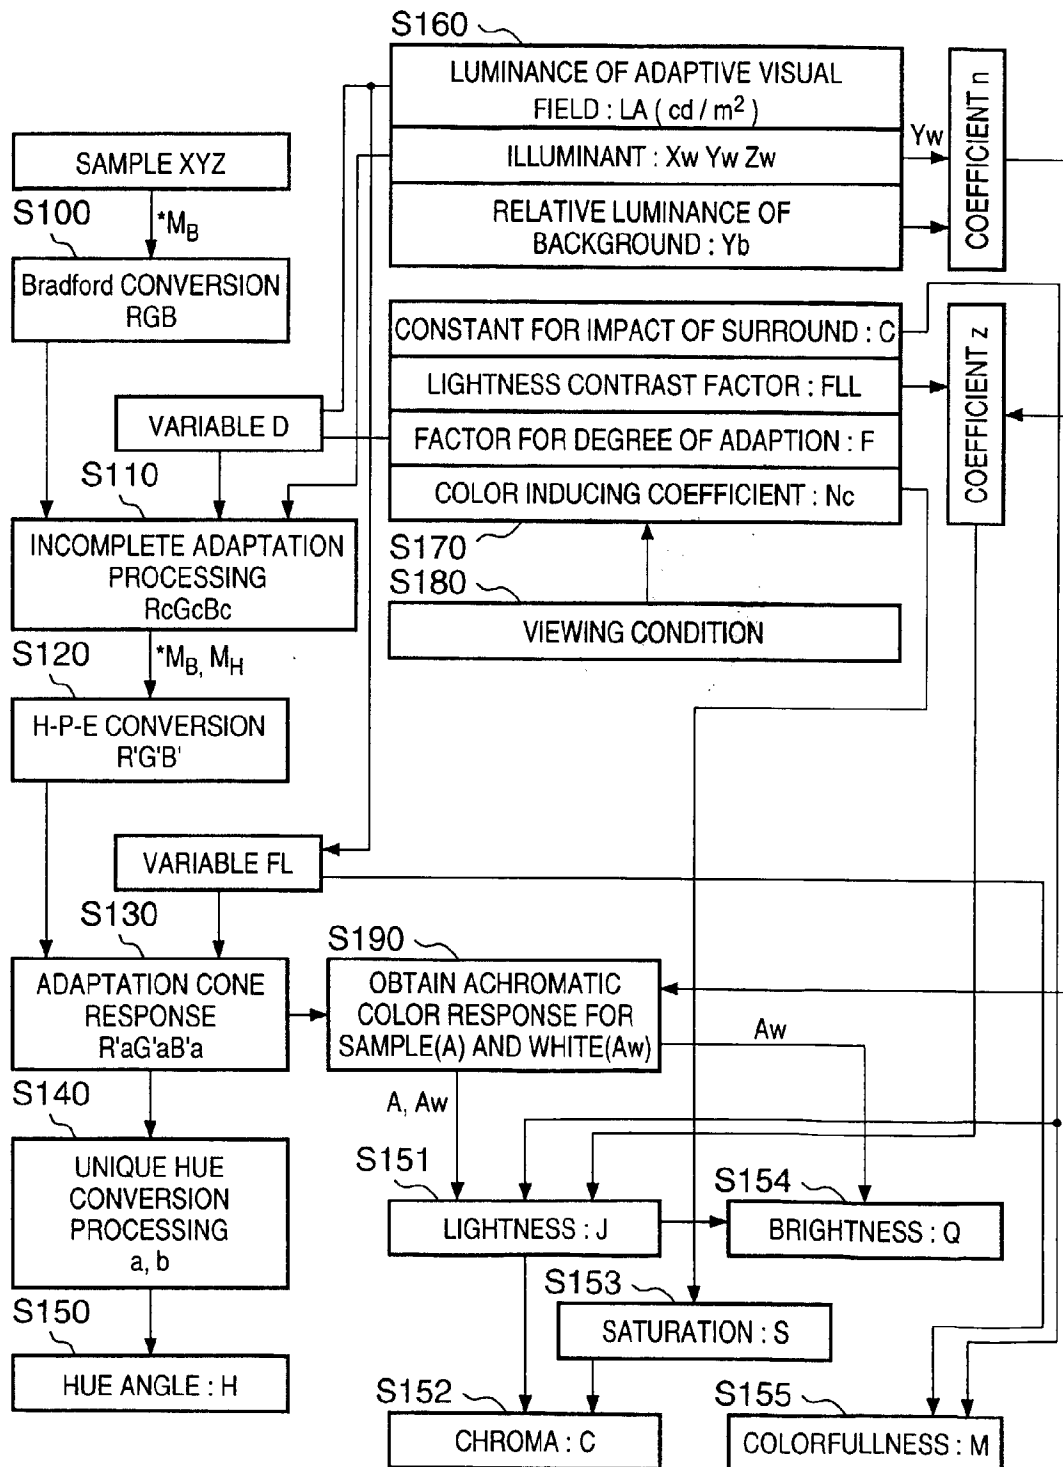 S160
LUMINANCE OF ADAPTIVE VISUAL
FIELD : LA ( cd / m²)
ILLUMINANT : Xw Yw Zw
RELATIVE LUMINANCE OF
BACKGROUND : Yb
Yw
COEFFICIENT n
SAMPLE XYZ
S100
*MB
Bradford CONVERSION
RGB
CONSTANT FOR IMPACT OF SURROUND : C
LIGHTNESS CONTRAST FACTOR : FLL
FACTOR FOR DEGREE OF ADAPTION : F
COLOR INDUCING COEFFICIENT : Nc
COEFFICIENT z
VARIABLE D
S110
S170
S180
INCOMPLETE ADAPTATION
PROCESSING
RcGcBc
VIEWING CONDITION
S120
*MB, MH
H-P-E CONVERSION
R'G'B'
VARIABLE FL
S130
S190
ADAPTATION CONE
RESPONSE
R'aG'aB'a
OBTAIN ACHROMATIC
COLOR RESPONSE FOR
SAMPLE(A) AND WHITE(Aw)
Aw
A, Aw
S140
UNIQUE HUE
CONVERSION
PROCESSING
a, b
S151
LIGHTNESS : J
S154
BRIGHTNESS : Q
S153
SATURATION : S
S150
HUE ANGLE : H
S152
CHROMA : C
S155
COLORFULLNESS : M